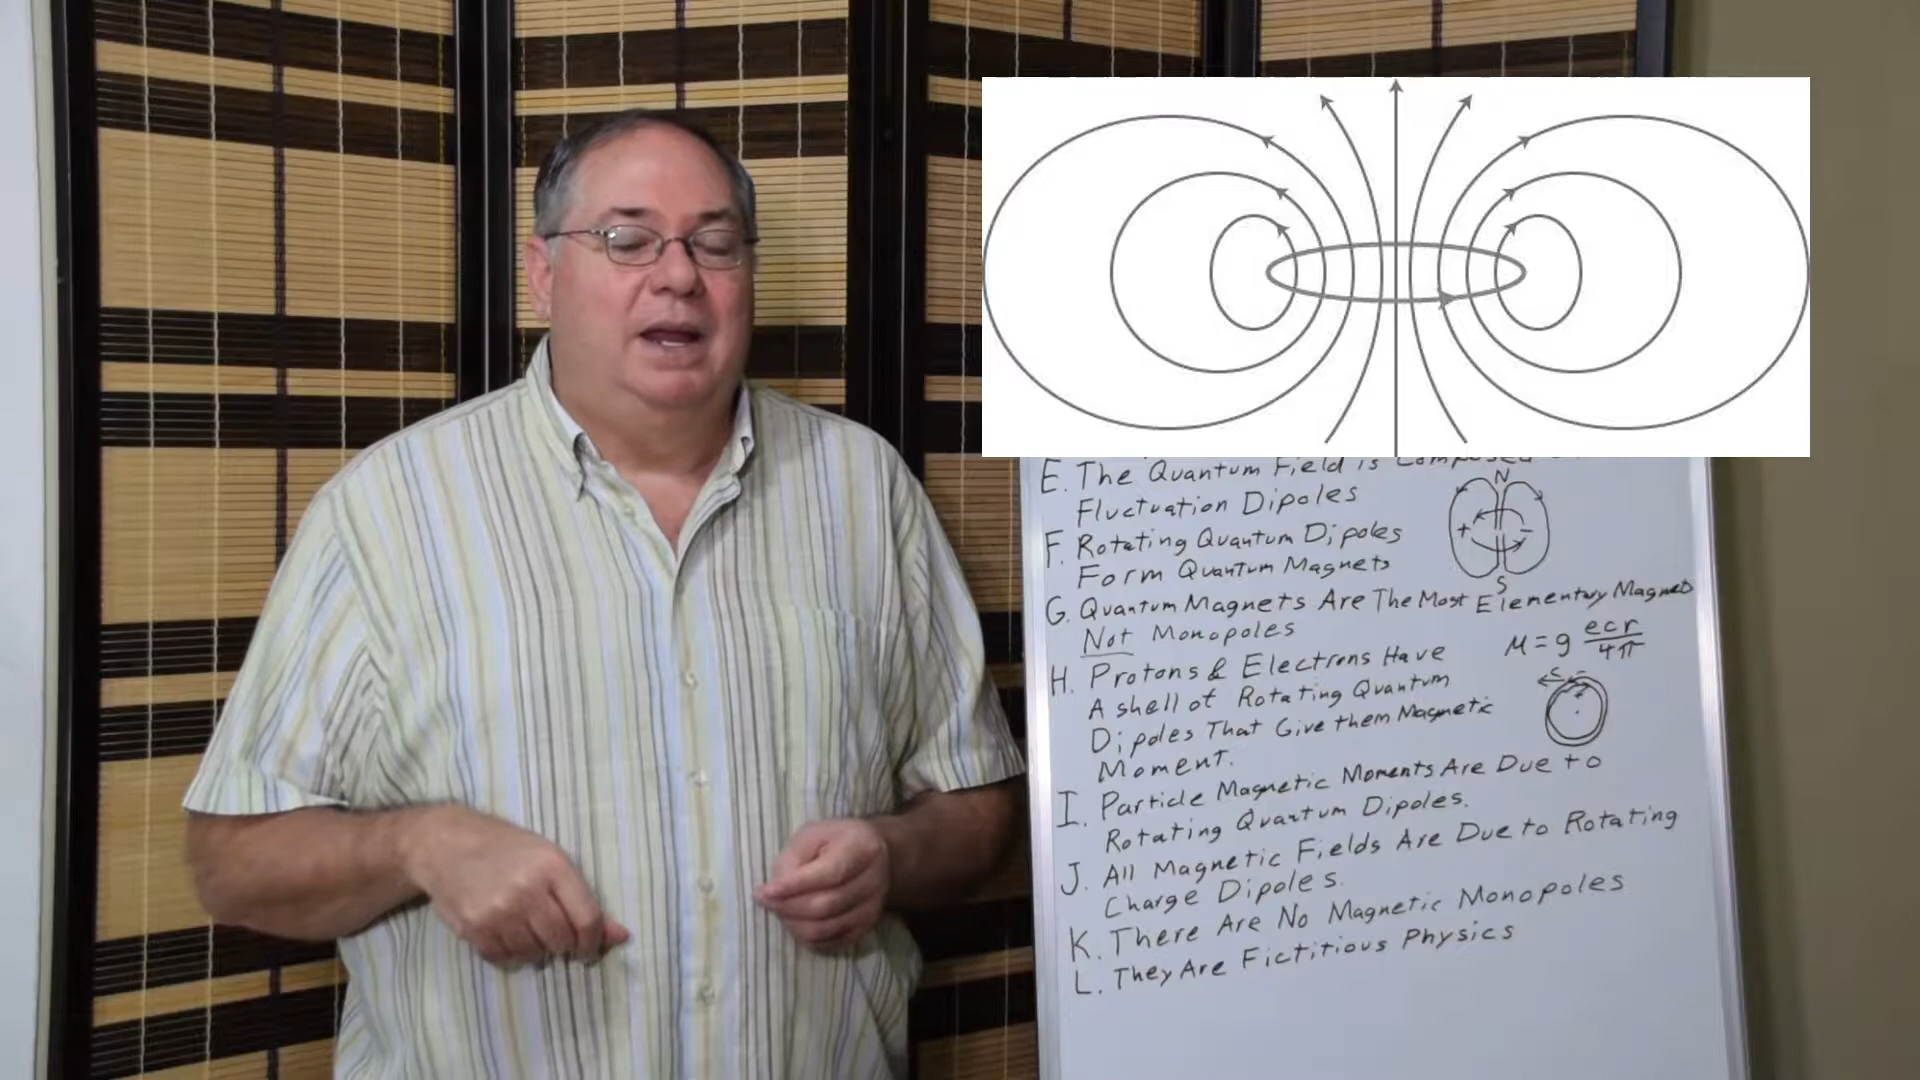 E. The Quantum Field is Composed
Fluctuation Dipoles
N
+ -
S
F. Rotating Quantum Dipoles
Form Quantum Magnets
G. Quantum Magnets Are The Most Elementary Magnets
Not Monopoles
M = g ecr
4π
H. Protons & Electrons Have
A shell of Rotating Quantum
Dipoles That Give them Magnetic
Moment.
c
I. Particle Magnetic Moments Are Due to
Rotating Quantum Dipoles.
J. All Magnetic Fields Are Due to Rotating
Charge Dipoles.
K. There Are No Magnetic Monopoles
L. They Are Fictitious Physics